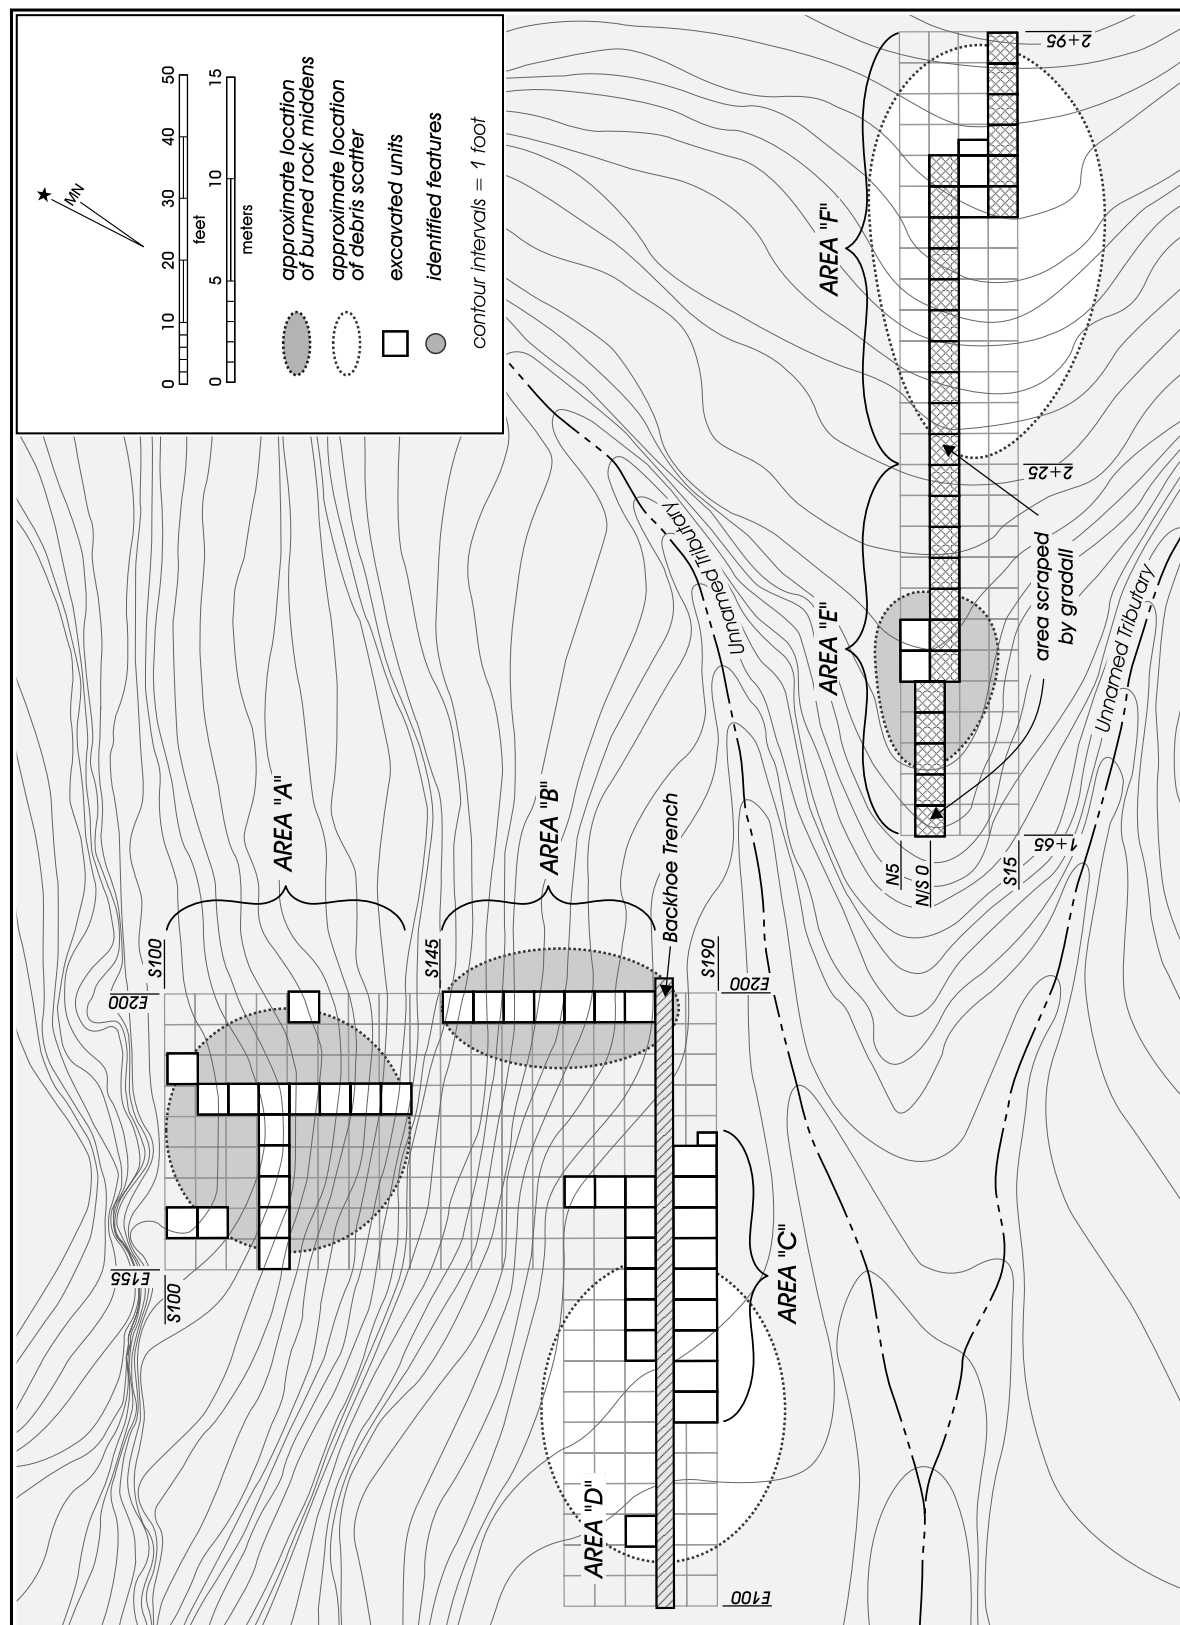 MN
0 10 20 30 40 50
feet
0 5 10 15
meters
approximate location
of burned rock middens
approximate location
of debris scatter
excavated units
identified features
contour intervals = 1 foot
AREA "A"
AREA "B"
AREA "C"
AREA "D"
AREA "E"
AREA "F"
Backhoe Trench
Unnamed Tributary
Unnamed Tributary
area scraped
by gradall
S100
S145
S190
E200
E200
E155
S100
E100
N5
N/S 0
S15
1+65
2+25
2+95